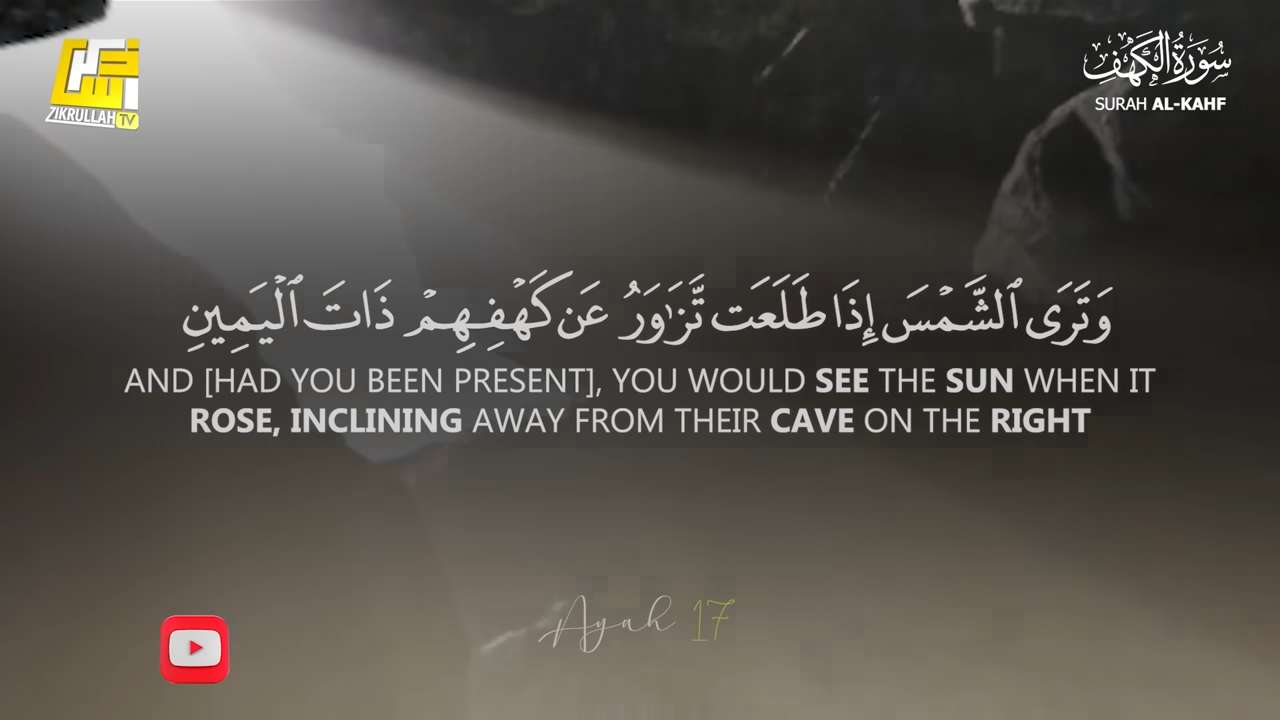 ZIKRULLAH TV
سُورَةُ الكَهْفِ
SURAH AL-KAHF
وَتَرَى ٱلشَّمْسَ إِذَا طَلَعَت تَّزَٰوَرُ عَن كَهْفِهِمْ ذَاتَ ٱلْيَمِينِ
AND [HAD YOU BEEN PRESENT], YOU WOULD SEE THE SUN WHEN IT
ROSE, INCLINING AWAY FROM THEIR CAVE ON THE RIGHT
Ayah 17